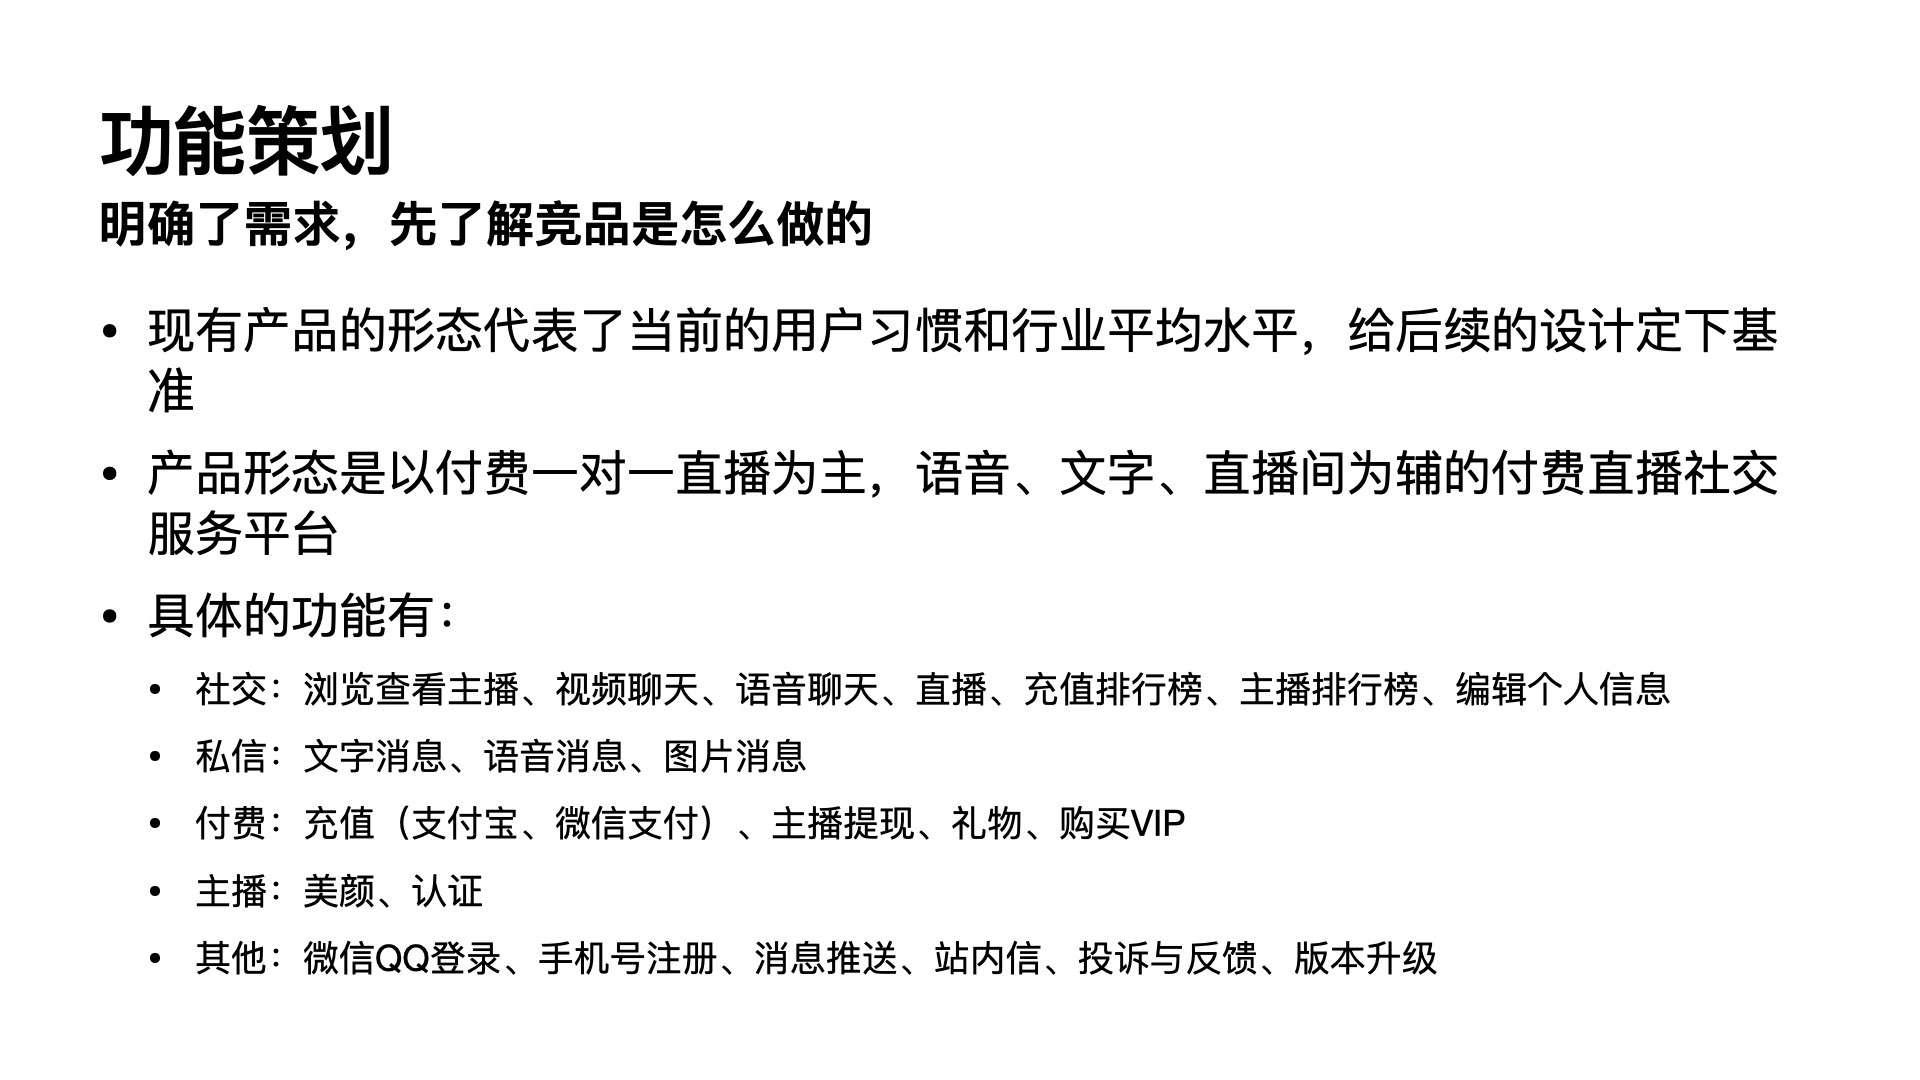 功能策划
明确了需求，先了解竞品是怎么做的
• 现有产品的形态代表了当前的用户习惯和行业平均水平，给后续的设计定下基
准
• 产品形态是以付费一对一直播为主，语音、文字、直播间为辅的付费直播社交
服务平台
• 具体的功能有：
• 社交：浏览查看主播、视频聊天、语音聊天、直播、充值排行榜、主播排行榜、编辑个人信息
• 私信：文字消息、语音消息、图片消息
• 付费：充值（支付宝、微信支付）、主播提现、礼物、购买VIP
• 主播：美颜、认证
• 其他：微信QQ登录、手机号注册、消息推送、站内信、投诉与反馈、版本升级